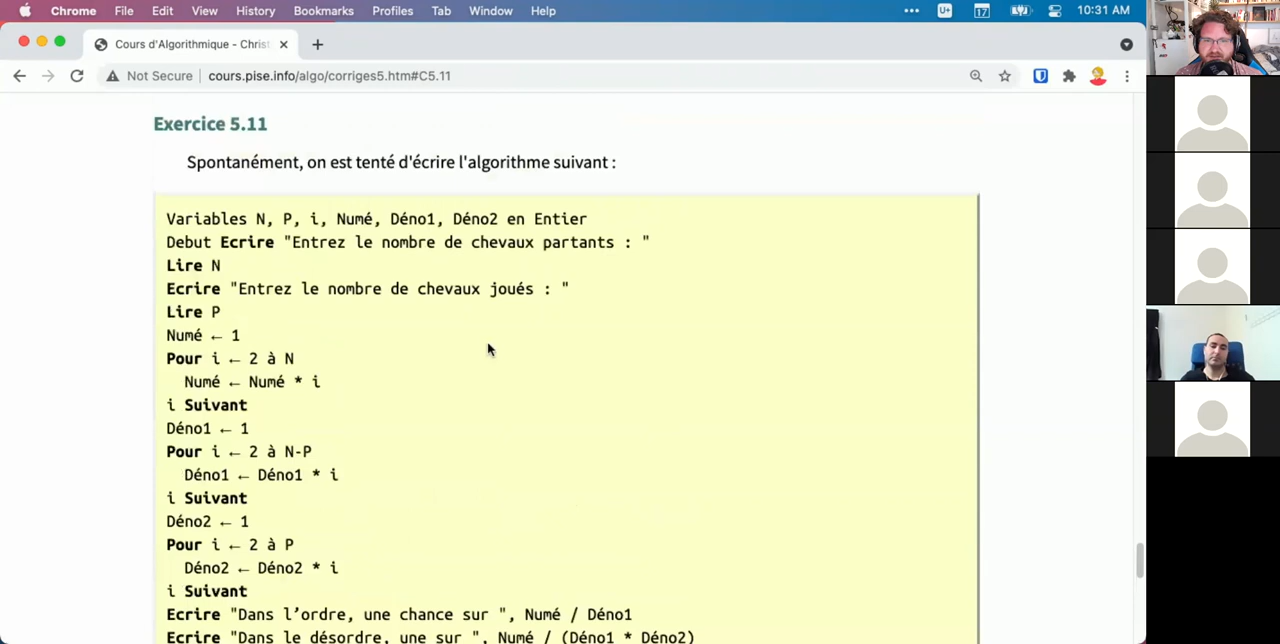 Chrome File Edit View History Bookmarks Profiles Tab Window Help ••• U+ 17 10:31 AM
Cours d'Algorithmique - Christ
Not Secure cours.pise.info/algo/corriges5.htm#C5.11
Exercice 5.11
Spontanément, on est tenté d'écrire l'algorithme suivant :
Variables N, P, i, Numé, Déno1, Déno2 en Entier
Debut Ecrire "Entrez le nombre de chevaux partants : "
Lire N
Ecrire "Entrez le nombre de chevaux joués : "
Lire P
Numé ← 1
Pour i ← 2 à N
Numé ← Numé * i
i Suivant
Déno1 ← 1
Pour i ← 2 à N-P
Déno1 ← Déno1 * i
i Suivant
Déno2 ← 1
Pour i ← 2 à P
Déno2 ← Déno2 * i
i Suivant
Ecrire "Dans l’ordre, une chance sur ", Numé / Déno1
Ecrire "Dans le désordre, une sur ", Numé / (Déno1 * Déno2)